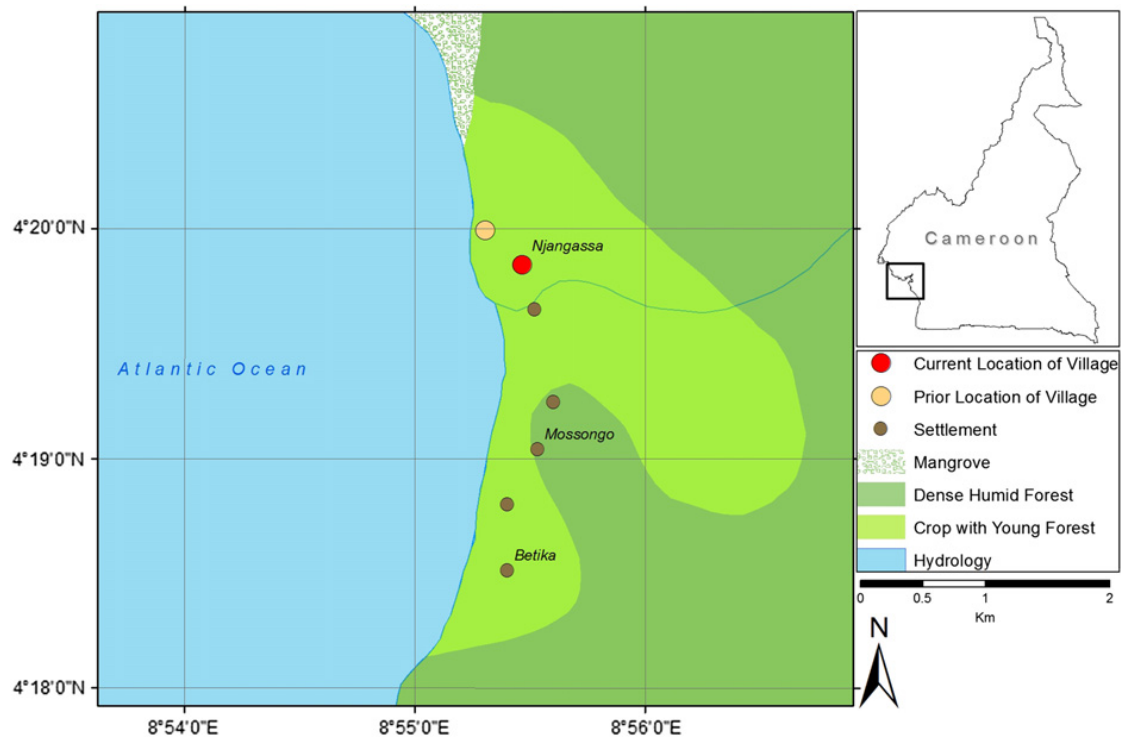 4°20'0"N
4°19'0"N
4°18'0"N
8°54'0"E
8°55'0"E
8°56'0"E
Atlantic Ocean
Njangassa
Mossongo
Betika
Cameroon
Current Location of Village
Prior Location of Village
Settlement
Mangrove
Dense Humid Forest
Crop with Young Forest
Hydrology
0 0.5 1 2
Km
N